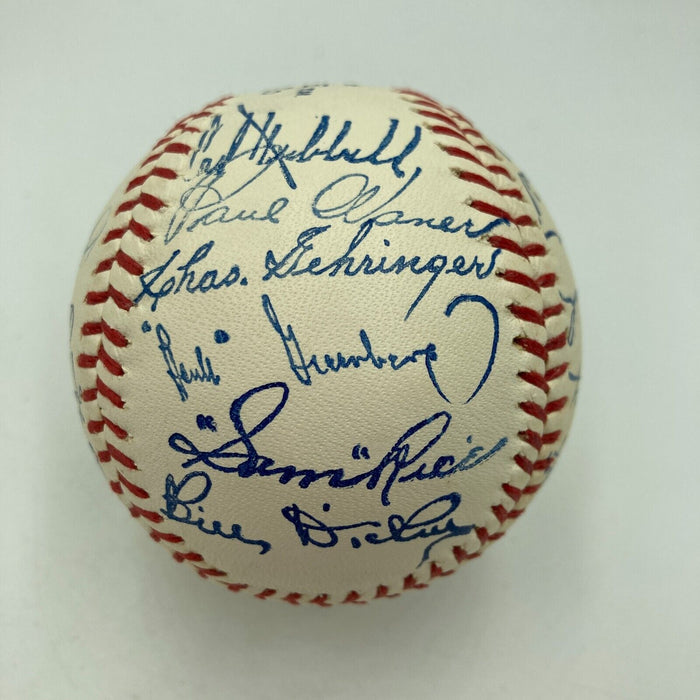 Carl Hubbell
Paul Waner
Chas. Gehringer
"Hank" Greenberg
"Sam" Rice
Bill Dickey